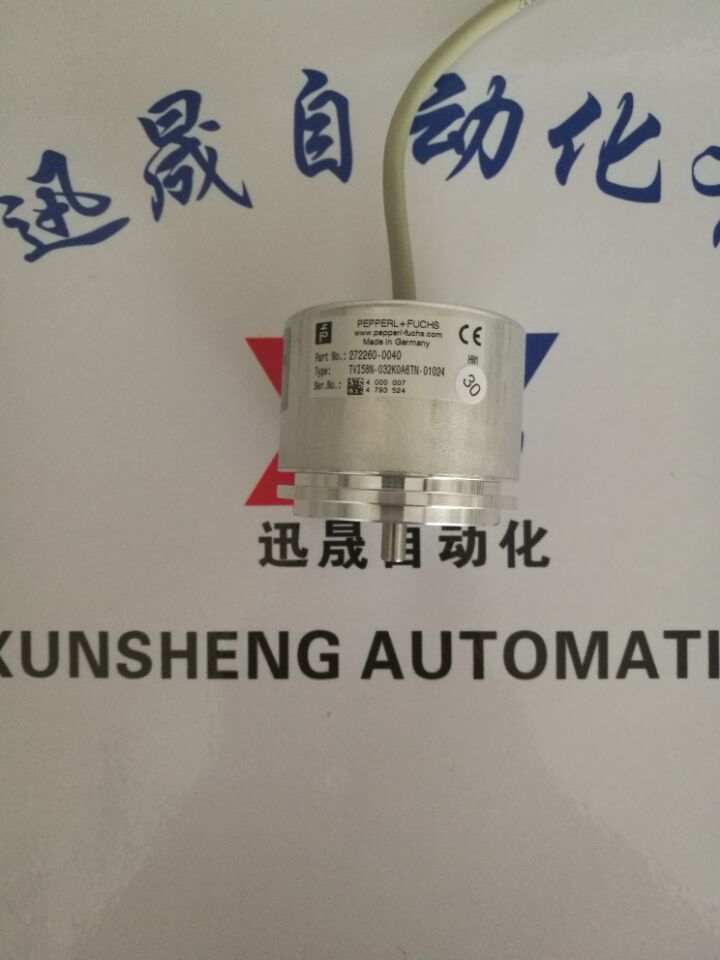 迅晟自动化
PEPPERL+FUCHS
www.pepperl-fuchs.com
Made in Germany
Part No.: 272260-0040
Type: TVI58N-032K0A6TN-01024
Ser.No.: 4 000 007
4 793 524
HW1
30
CE
迅晟自动化
XUNSHENG AUTOMATI